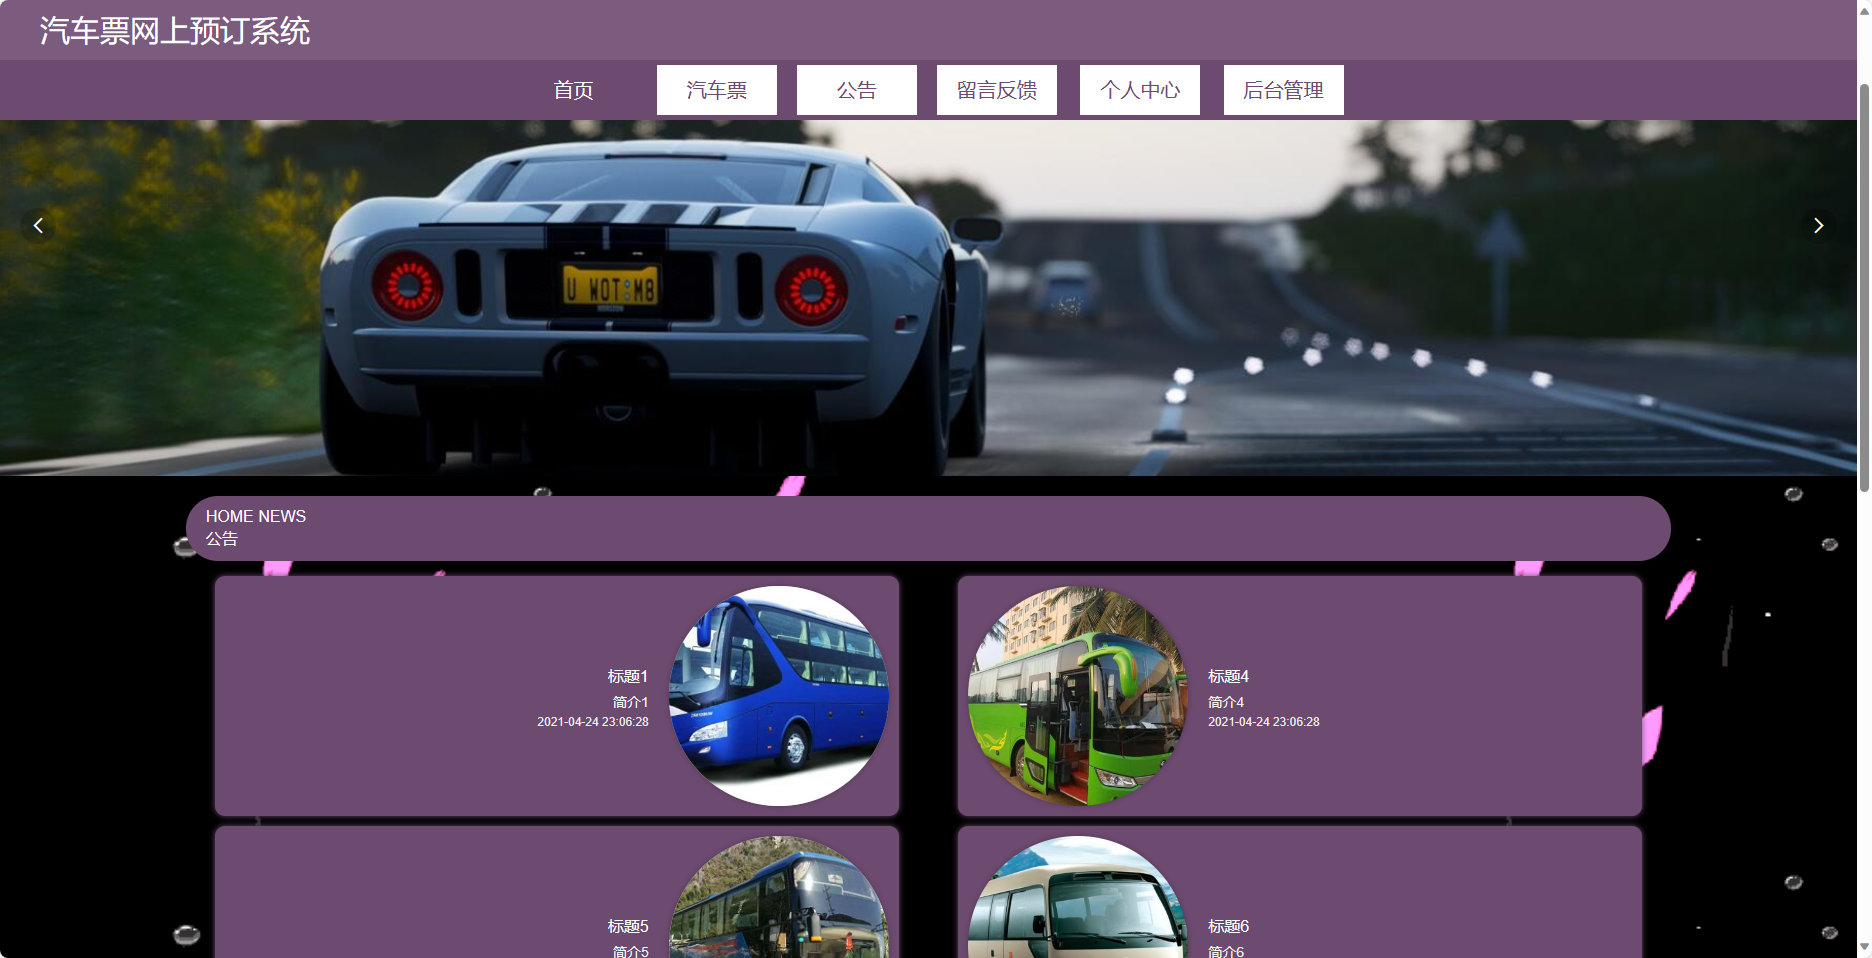 汽车票网上预订系统
首页
汽车票
公告
留言反馈
个人中心
后台管理
U WOT M8
HOME NEWS
公告
标题1
简介1
2021-04-24 23:06:28
标题4
简介4
2021-04-24 23:06:28
标题5
简介5
标题6
简介6